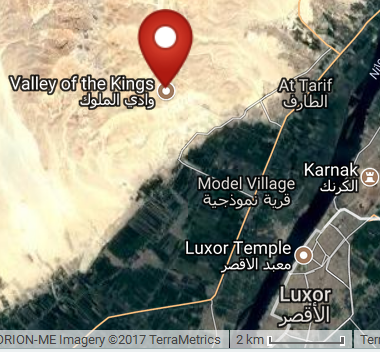 Valley of the Kings
وادي الملوك
At Tarif
الطارف
Karnak
الكرنك
Model Village
قرية نموذجية
Luxor Temple
معبد الاقصر
Luxor
الأقصر
ORION-ME Imagery ©2017 TerraMetrics
2 km